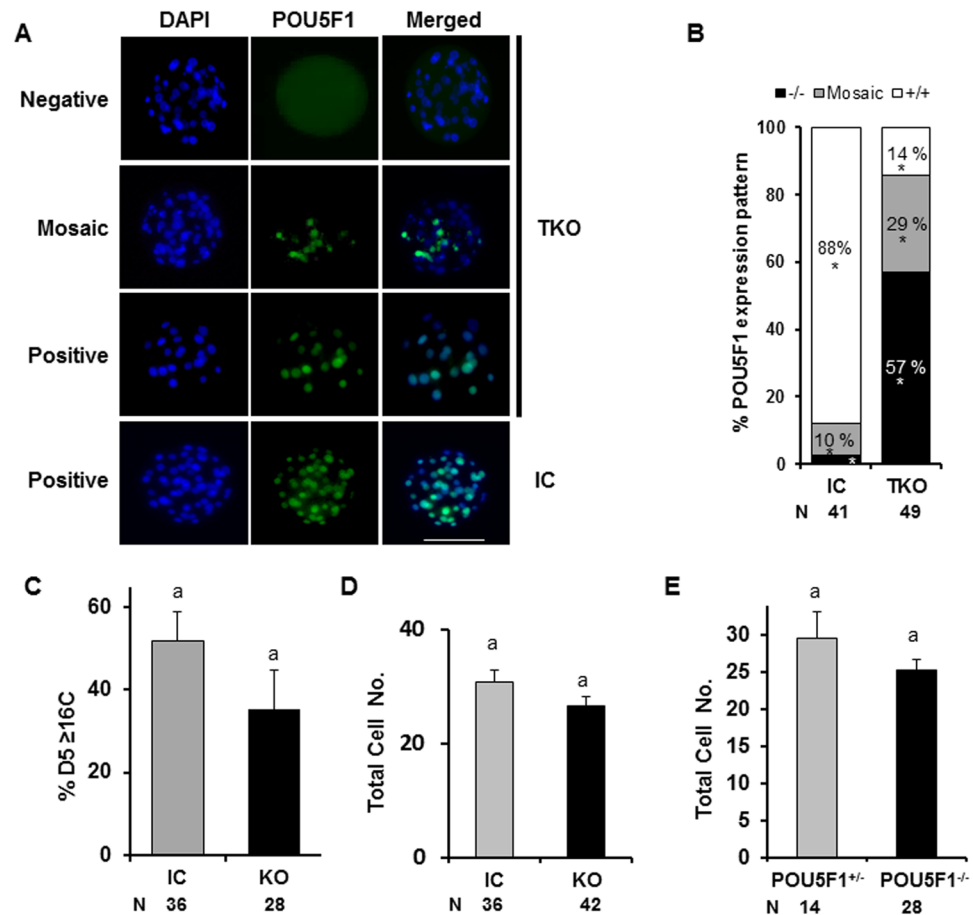 A
DAPI POU5F1 Merged
Negative
Mosaic
Positive
TKO
Positive
IC
B
-/- Mosaic +/+
% POU5F1 expression pattern
100
80
60
40
20
0
88%
*
10 %
*
*
14 %
*
29 %
*
57 %
*
IC TKO
N 41 49
C
% D5 ≥16C
60
40
20
0
a
a
IC KO
N 36 28
D
Total Cell No.
40
20
0
a
a
IC KO
N 36 42
E
Total Cell No.
30
25
20
15
10
5
0
a
a
POU5F1+/- POU5F1-/-
N 14 28